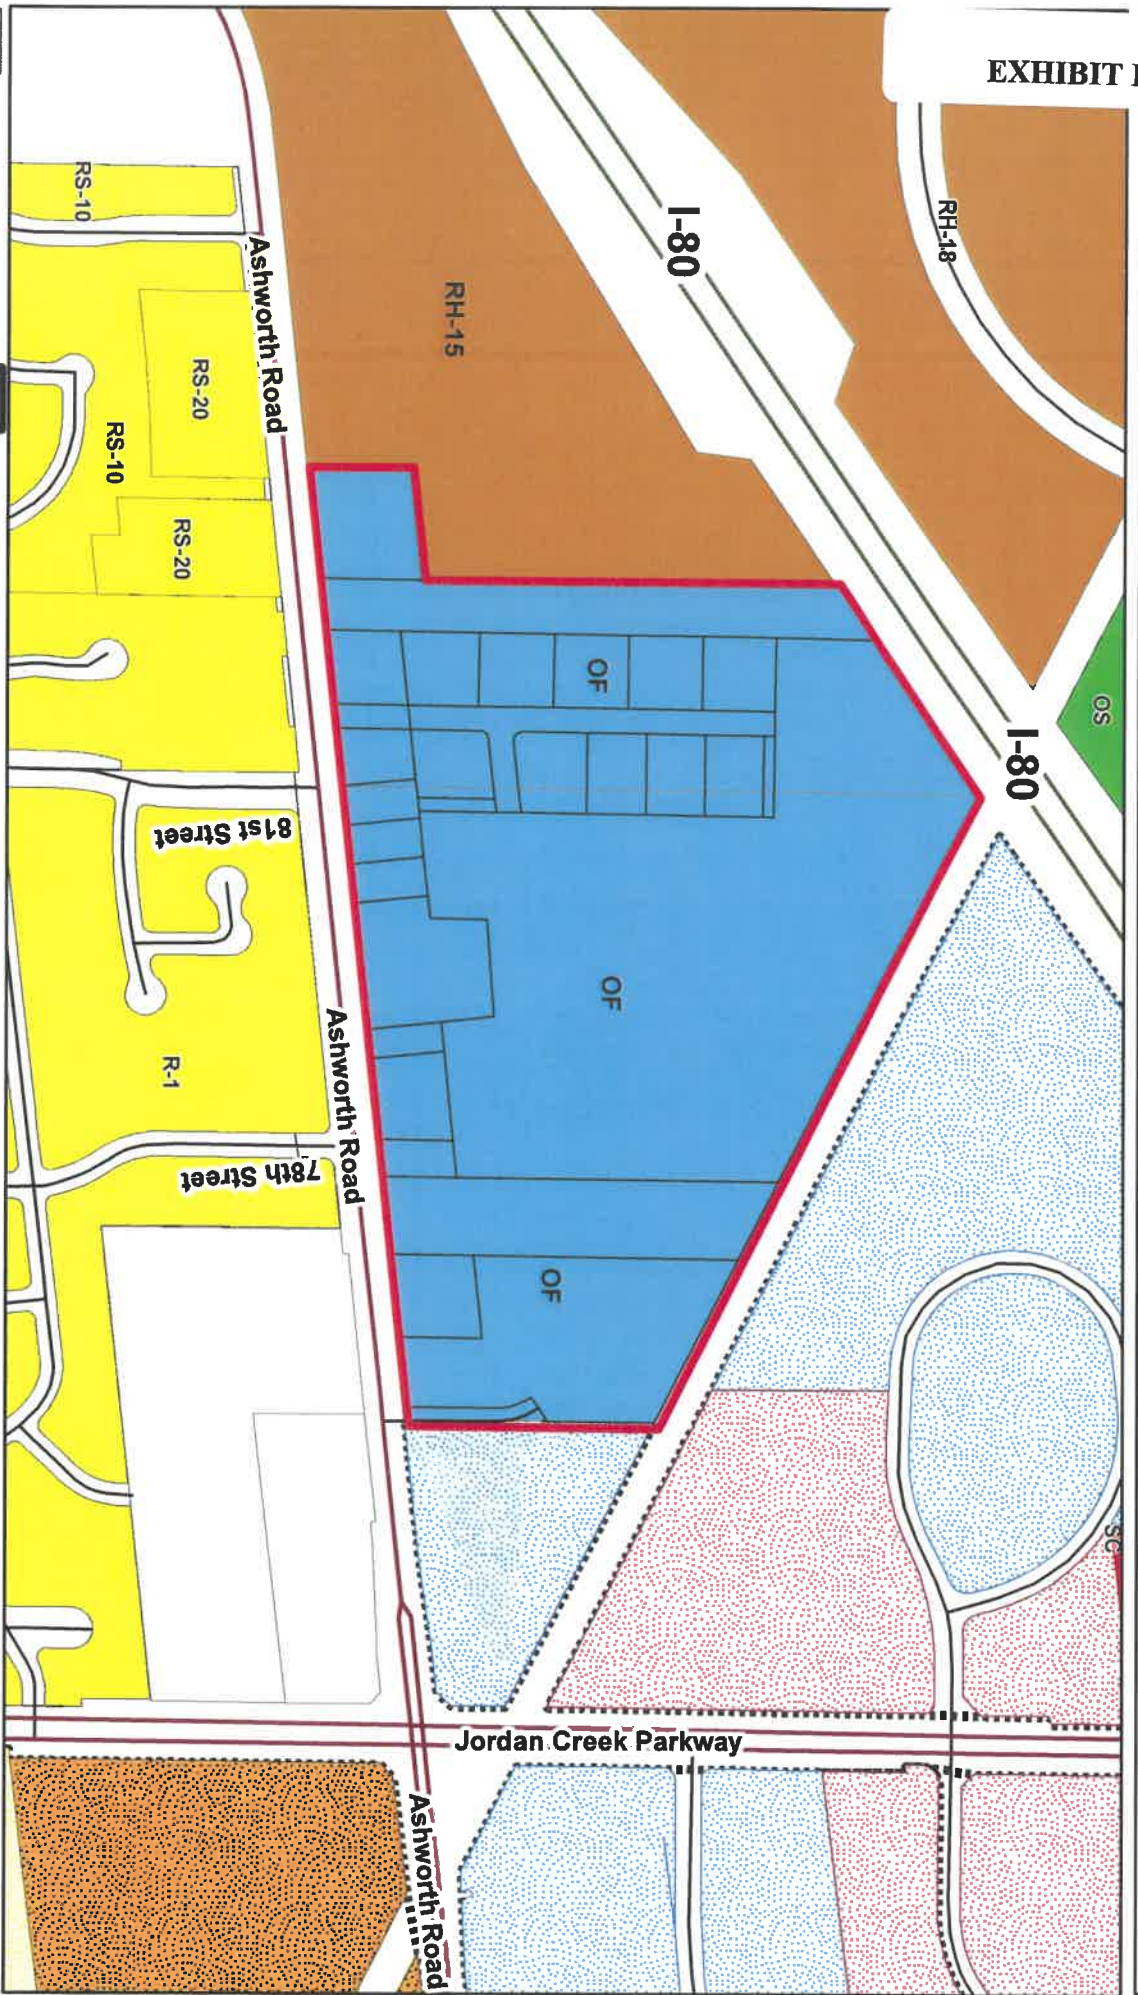 EXHIBIT
RH-18
I-80
RH-15
OS
I-80
RS-10
Ashworth Road
RS-20
RS-10
RS-20
OF
81st Street
OF
R-1
Ashworth Road
78th Street
OF
SC
Jordan Creek Parkway
Ashworth Road